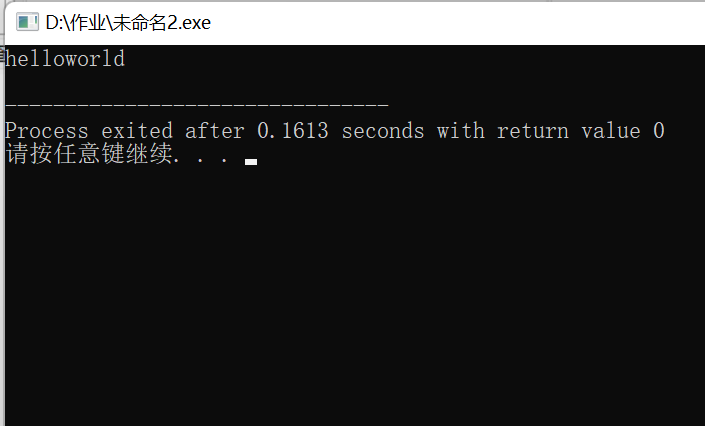 D:\作业\未命名2.exe
helloworld
--------------------------------
Process exited after 0.1613 seconds with return value 0
请按任意键继续. . .